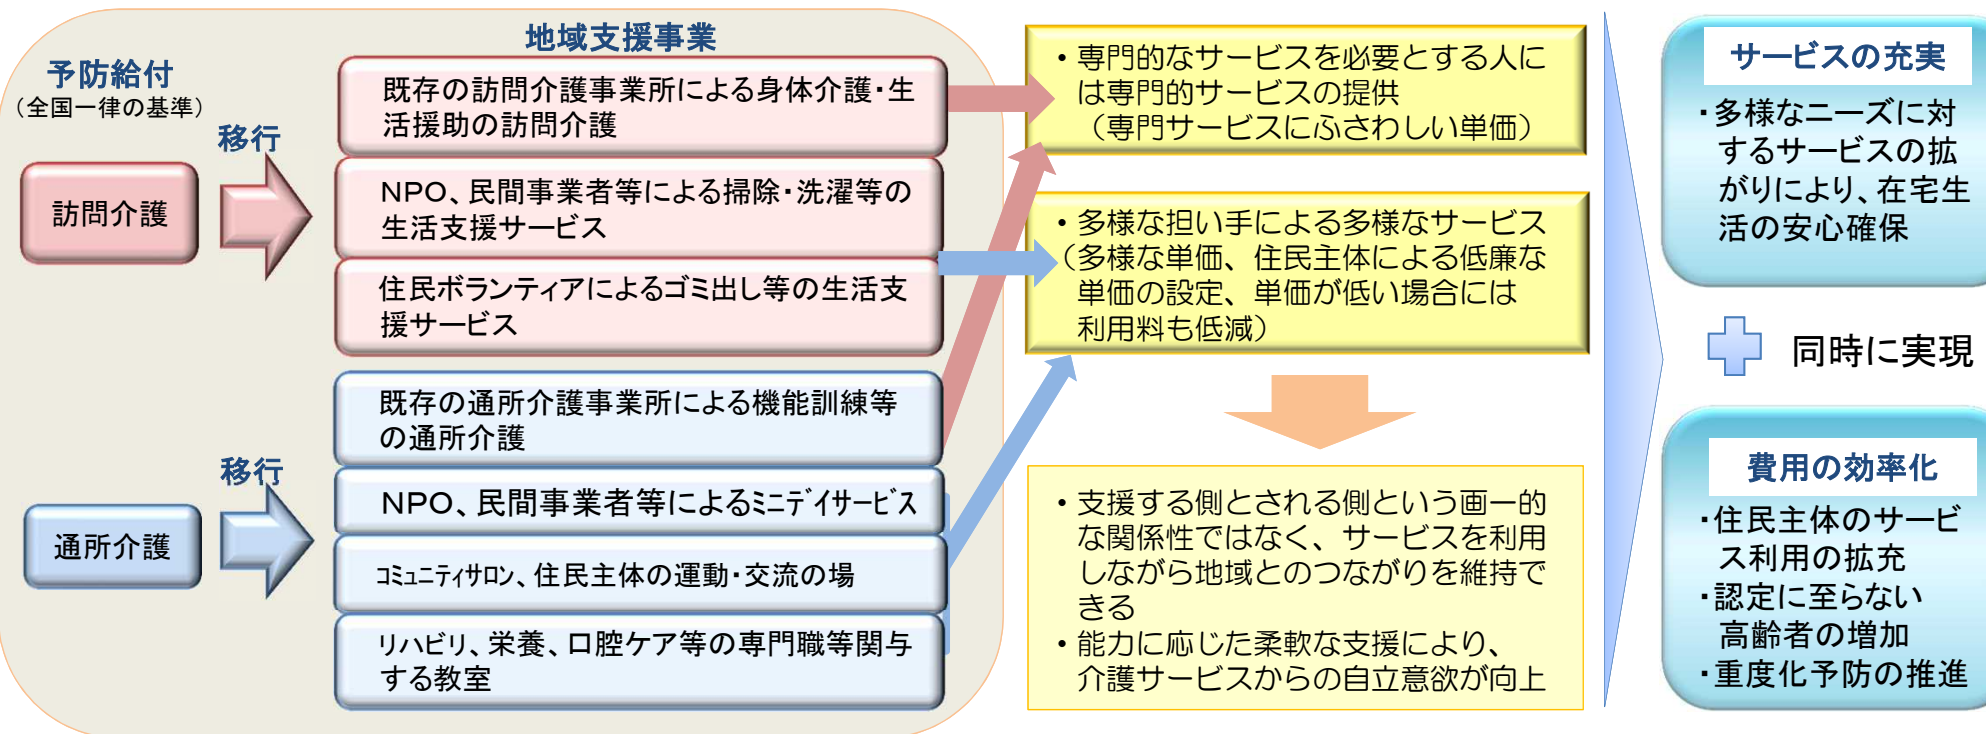 地域支援事業
予防給付
（全国一律の基準）
移行
訪問介護
既存の訪問介護事業所による身体介護・生
活援助の訪問介護
ＮＰＯ、民間事業者等による掃除・洗濯等の
生活支援サービス
住民ボランティアによるゴミ出し等の生活支
援サービス
移行
通所介護
既存の通所介護事業所による機能訓練等
の通所介護
ＮＰＯ、民間事業者等によるﾐﾆﾃﾞｲｻｰﾋﾞｽ
ｺﾐｭﾆﾃｨｻﾛﾝ、住民主体の運動・交流の場
リハビリ、栄養、口腔ケア等の専門職等関与
する教室
・専門的なサービスを必要とする人に
は専門的サービスの提供
（専門サービスにふさわしい単価）
・多様な担い手による多様なサービス
（多様な単価、住民主体による低廉な
単価の設定、単価が低い場合には
利用料も低減）
・支援する側とされる側という画一的
な関係性ではなく、サービスを利用
しながら地域とのつながりを維持で
きる
・能力に応じた柔軟な支援により、
介護サービスからの自立意欲が向上
サービスの充実
・多様なニーズに対
するサービスの拡
がりにより、在宅生
活の安心確保
同時に実現
費用の効率化
・住民主体のサービ
ス利用の拡充
・認定に至らない
高齢者の増加
・重度化予防の推進